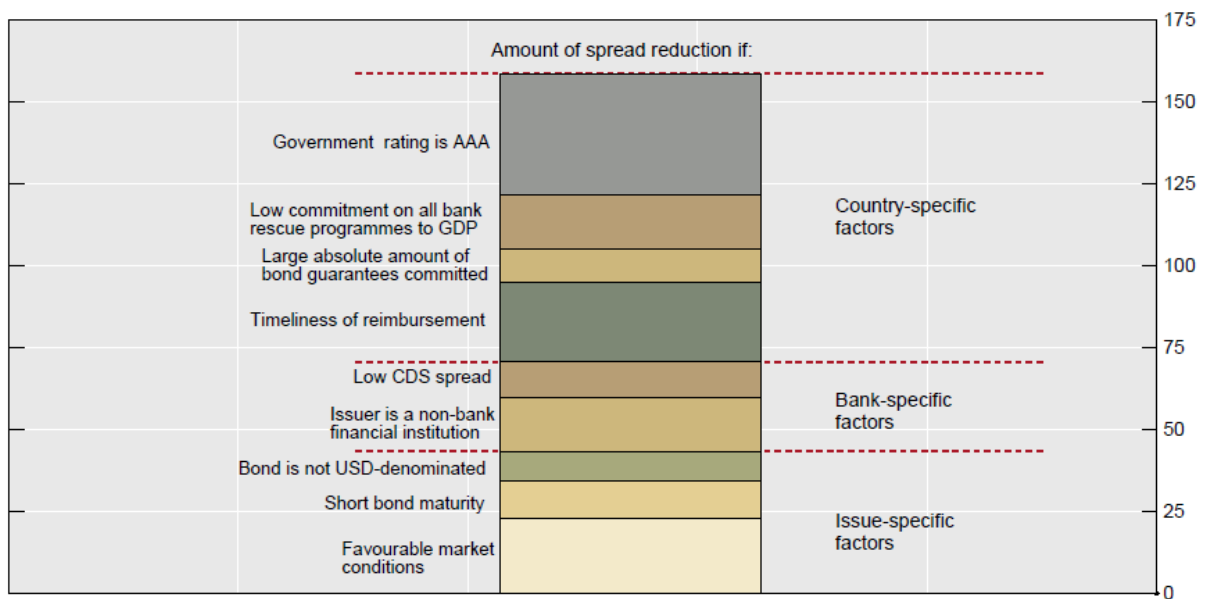 175
Amount of spread reduction if:
150
Government rating is AAA
125
Low commitment on all bank
rescue programmes to GDP
Country-specific
factors
Large absolute amount of
bond guarantees committed
100
Timeliness of reimbursement
75
Low CDS spread
Issuer is a non-bank
financial institution
Bank-specific
factors
50
Bond is not USD-denominated
Short bond maturity
25
Issue-specific
factors
Favourable market
conditions
0